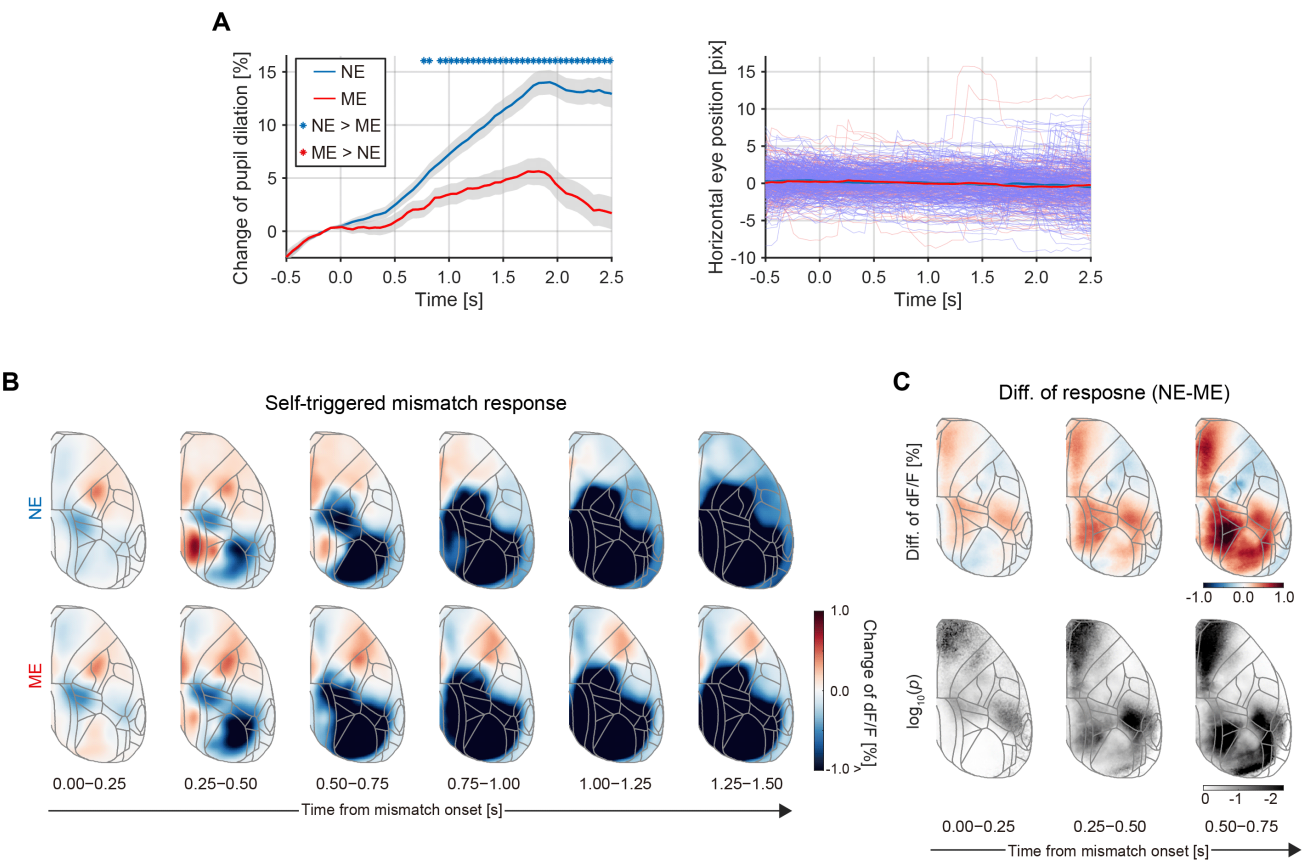 A
Change of pupil dilation [%]
15
10
5
0
NE
ME
NE > ME
ME > NE
-0.5 0.0 0.5 1.0 1.5 2.0 2.5
Time [s]
Horizontal eye position [pix]
15
10
5
0
-5
-10
-0.5 0.0 0.5 1.0 1.5 2.0 2.5
Time [s]
B
Self-triggered mismatch response
NE
ME
1.0
0.0
-1.0 >
Change of dF/F [%]
0.00−0.25 0.25−0.50 0.50−0.75 0.75−1.00 1.00−1.25 1.25−1.50
Time from mismatch onset [s]
C
Diff. of resposne (NE-ME)
Diff. of dF/F [%]
-1.0 0.0 1.0
log10(p)
0 -1 -2
0.00−0.25 0.25−0.50 0.50−0.75
Time from mismatch onset [s]